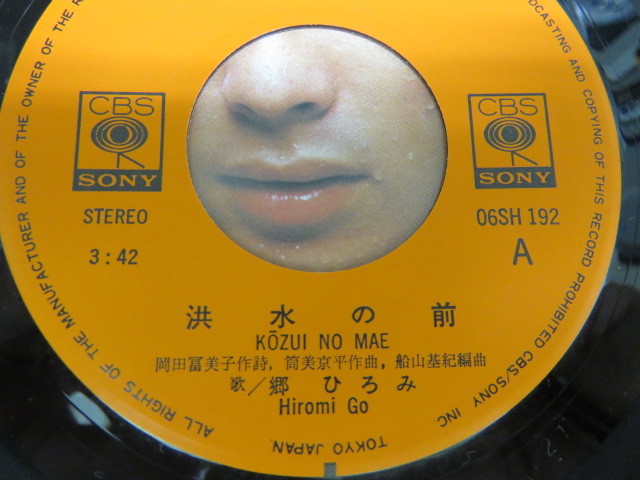 ALL RIGHTS OF THE MANUFACTURER AND OF THE OWNER OF THE
DCASTING AND COPYING OF THIS RECORD PROHIBITED CBS/SONY INC
TOKYO JAPAN
CBS
SONY
CBS
SONY
STEREO
06SH 192
3:42
A
洪水の前
KŌZUI NO MAE
岡田冨美子作詩,筒美京平作曲,船山基紀編曲
歌/郷 ひろみ
Hiromi Go